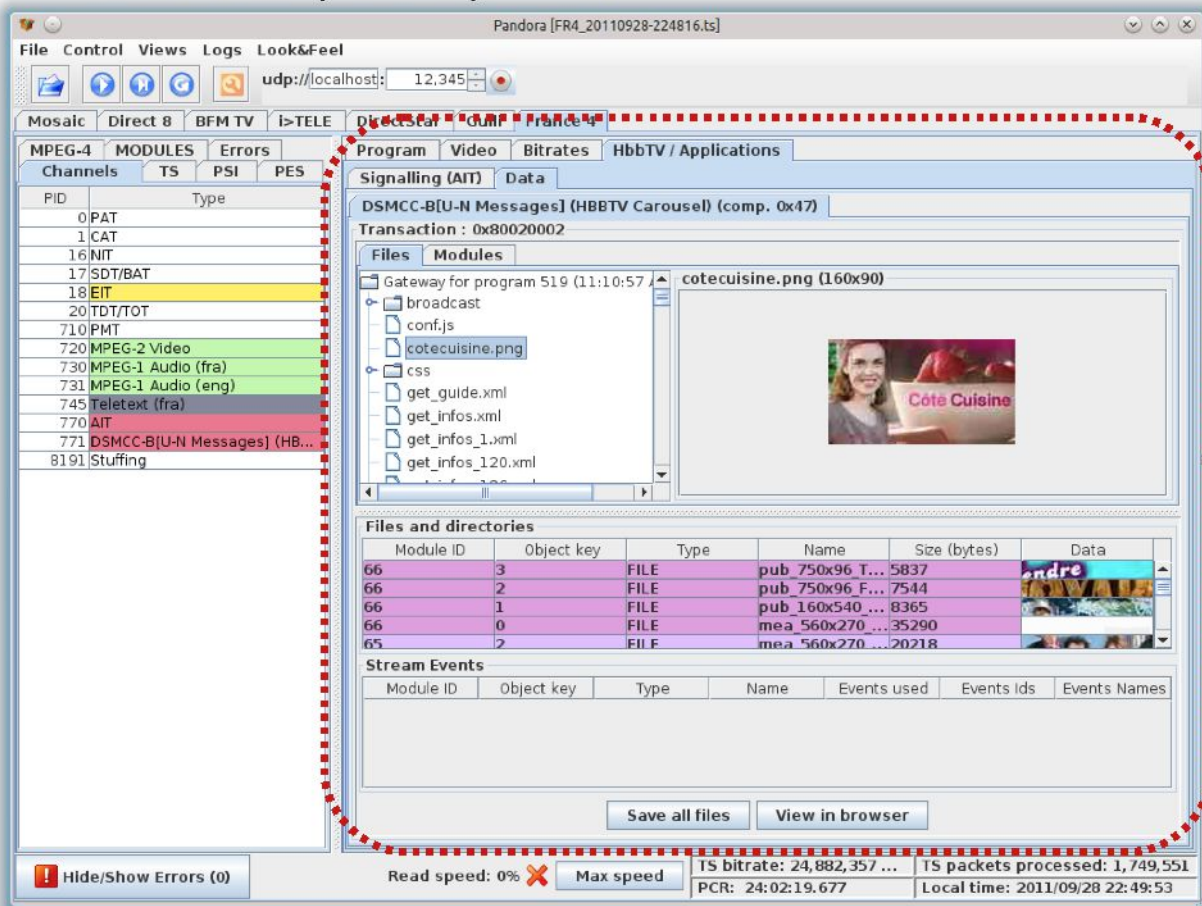 Pandora [FR4_20110928-224816.ts]
File Control Views Logs Look&Feel
udp://localhost: 12,345
Mosaic Direct 8 BFM TV i>TELE DirectStar Gulli France 4
MPEG-4 MODULES Errors
Channels TS PSI PES
PID Type
0 PAT
1 CAT
16 NIT
17 SDT/BAT
18 EIT
20 TDT/TOT
710 PMT
720 MPEG-2 Video
730 MPEG-1 Audio (fra)
731 MPEG-1 Audio (eng)
745 Teletext (fra)
770 AIT
771 DSMCC-B[U-N Messages] (HB...
8191 Stuffing
Program Video Bitrates HbbTV / Applications
Signalling (AIT) Data
DSMCC-B[U-N Messages] (HBBTV Carousel) (comp. 0x47)
Transaction : 0x80020002
Files Modules
Gateway for program 519 (11:10:57
broadcast
conf.js
cotecuisine.png
css
get_guide.xml
get_infos.xml
get_infos_1.xml
get_infos_120.xml
cotecuisine.png (160x90)
Côté Cuisine
Files and directories
Module ID Object key Type Name Size (bytes) Data
66 3 FILE pub_750x96_T... 5837 endre
66 2 FILE pub_750x96_F... 7544
66 1 FILE pub_160x540_... 8365
66 0 FILE mea_560x270_... 35290
65 2 FILE mea_560x270_... 20218
Stream Events
Module ID Object key Type Name Events used Events Ids Events Names
Save all files View in browser
Hide/Show Errors (0)
Read speed: 0% Max speed
TS bitrate: 24,882,357 ... TS packets processed: 1,749,551
PCR: 24:02:19.677 Local time: 2011/09/28 22:49:53